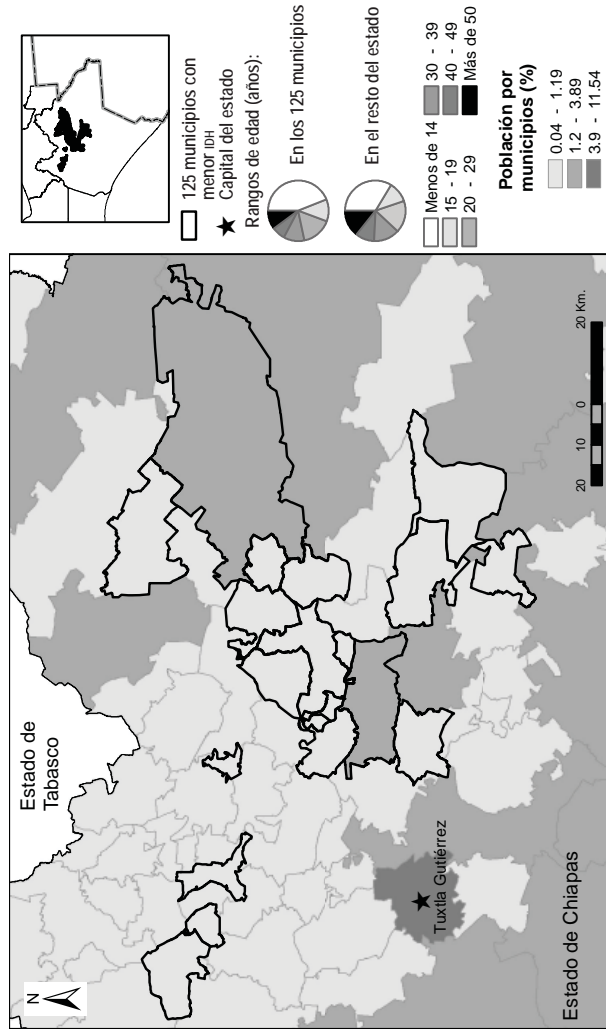 N
Estado de
Tabasco
Tuxtla Gutiérrez
Estado de Chiapas
20
10
0
20 Km.
125 municipios con
menor IDH
Capital del estado
Rangos de edad (años):
En los 125 municipios
En el resto del estado
Menos de 14
15 - 19
20 - 29
30 - 39
40 - 49
Más de 50
Población por
municipios (%)
0.04 - 1.19
1.2 - 3.89
3.9 - 11.54